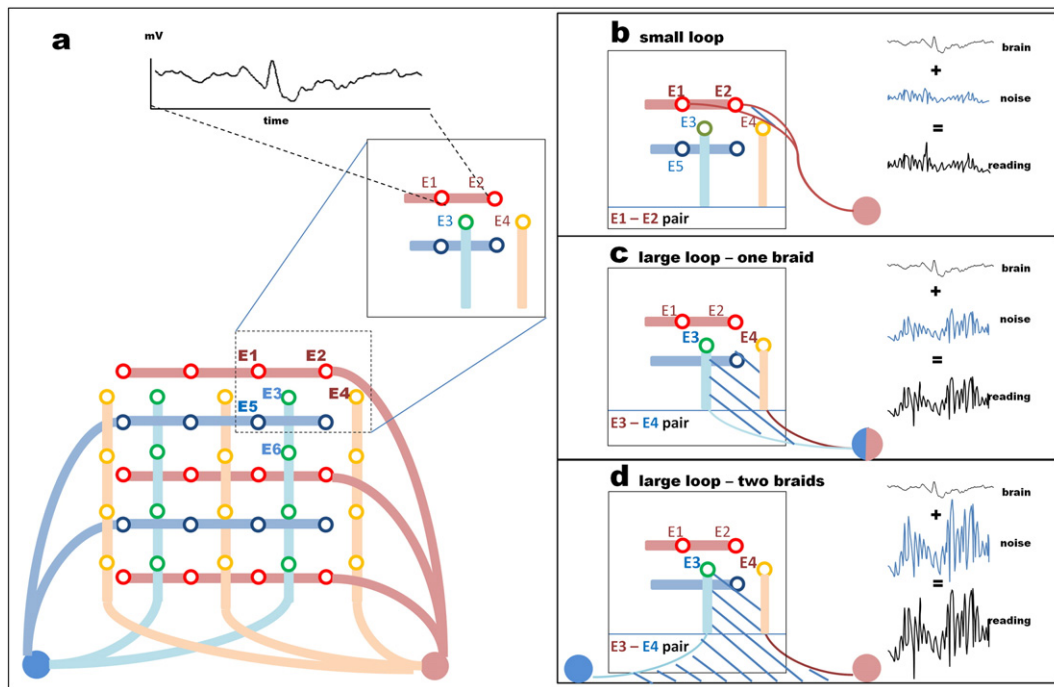 a
mV
time
E1 E2
E3 E4
E1 E2
E3 E4
E5
E6
b small loop
E1 E2
E3 E4
E5
E1 – E2 pair
brain
+
noise
=
reading
c large loop – one braid
E1 E2
E3 E4
E3 – E4 pair
brain
+
noise
=
reading
d large loop – two braids
E1 E2
E3 E4
E3 – E4 pair
brain
+
noise
=
reading